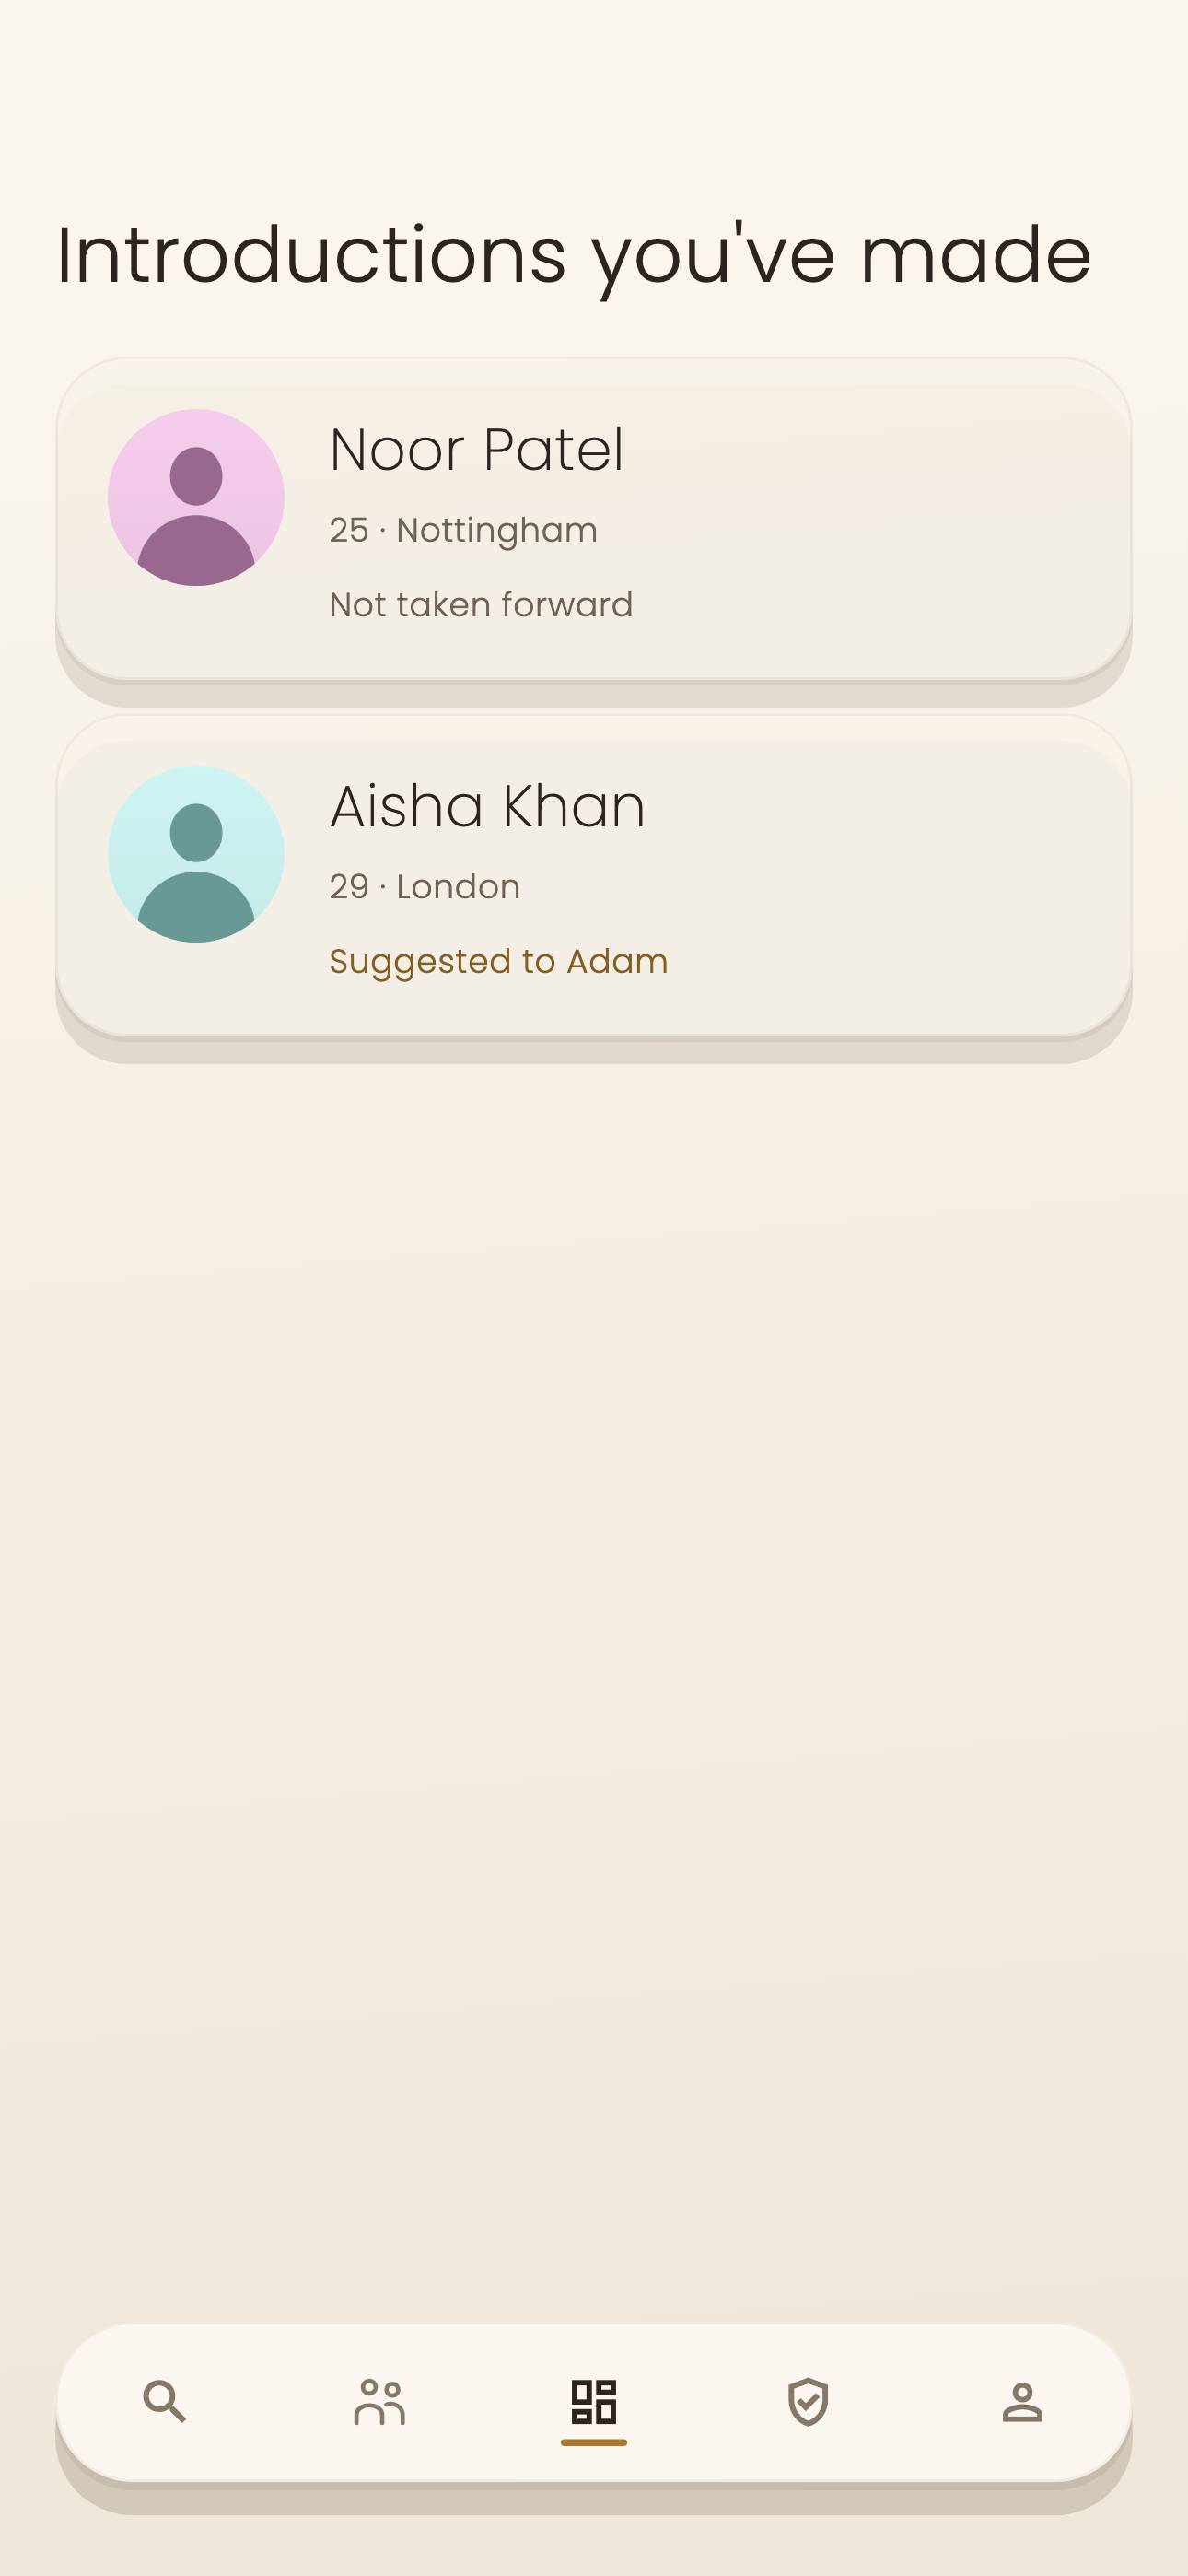 Introductions you've made
Noor Patel
25 · Nottingham
Not taken forward
Aisha Khan
29 · London
Suggested to Adam